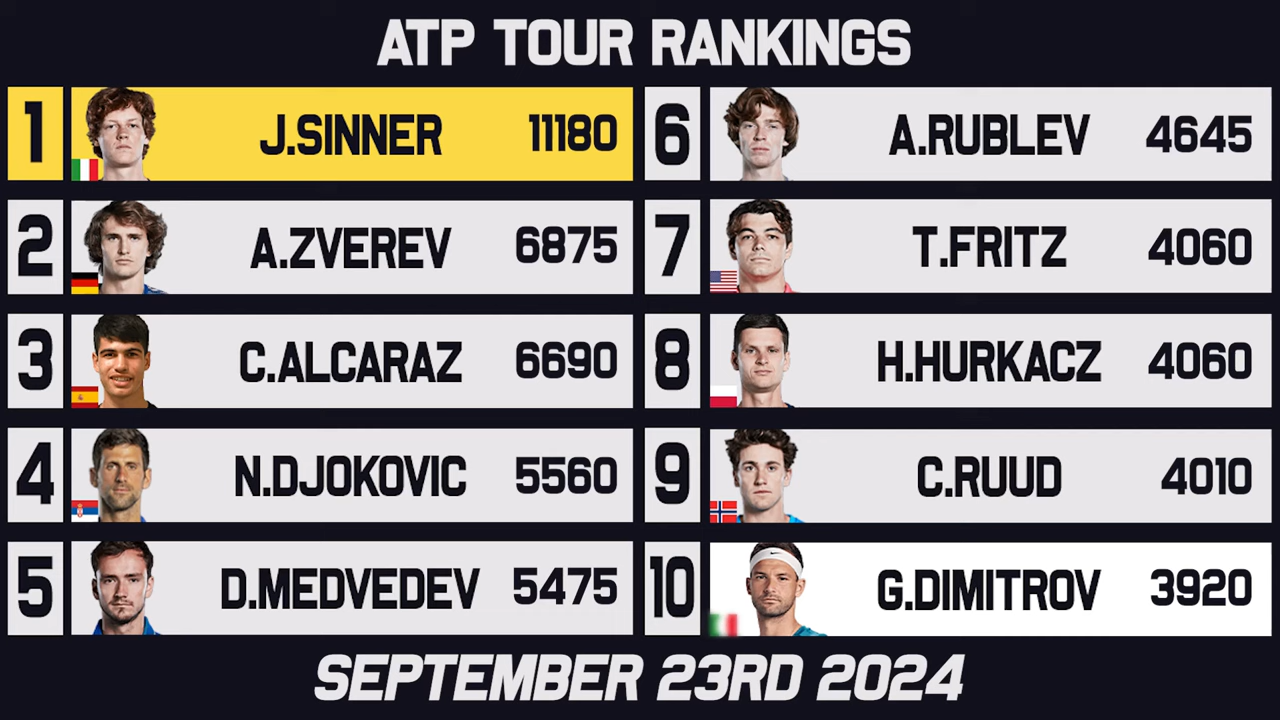 ATP TOUR RANKINGS
1 J.SINNER 11180
2 A.ZVEREV 6875
3 C.ALCARAZ 6690
4 N.DJOKOVIC 5560
5 D.MEDVEDEV 5475
6 A.RUBLEV 4645
7 T.FRITZ 4060
8 H.HURKACZ 4060
9 C.RUUD 4010
10 G.DIMITROV 3920
SEPTEMBER 23RD 2024